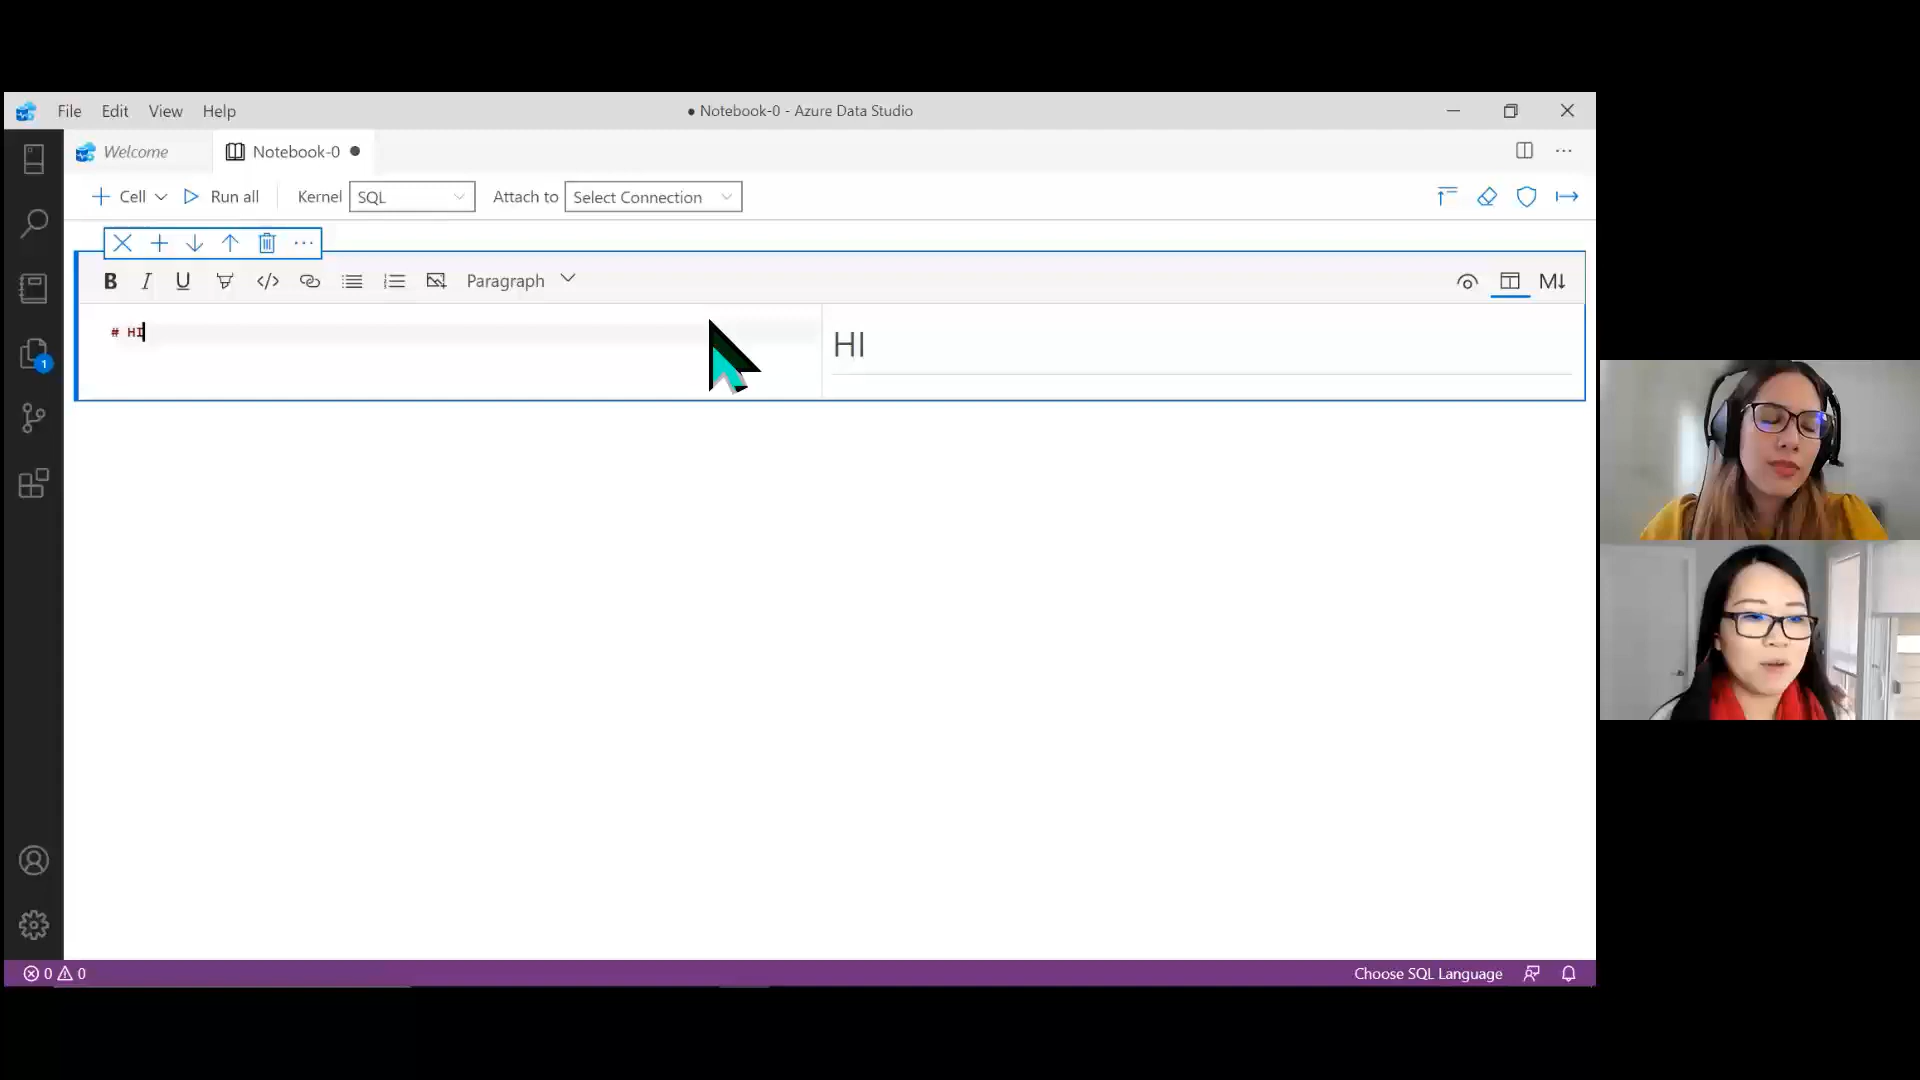 File Edit View Help ● Notebook-0 - Azure Data Studio
Welcome Notebook-0 ●
Cell Run all Kernel SQL Attach to Select Connection
B I U </> Paragraph M↓
# HI
HI
1
0 0 Choose SQL Language